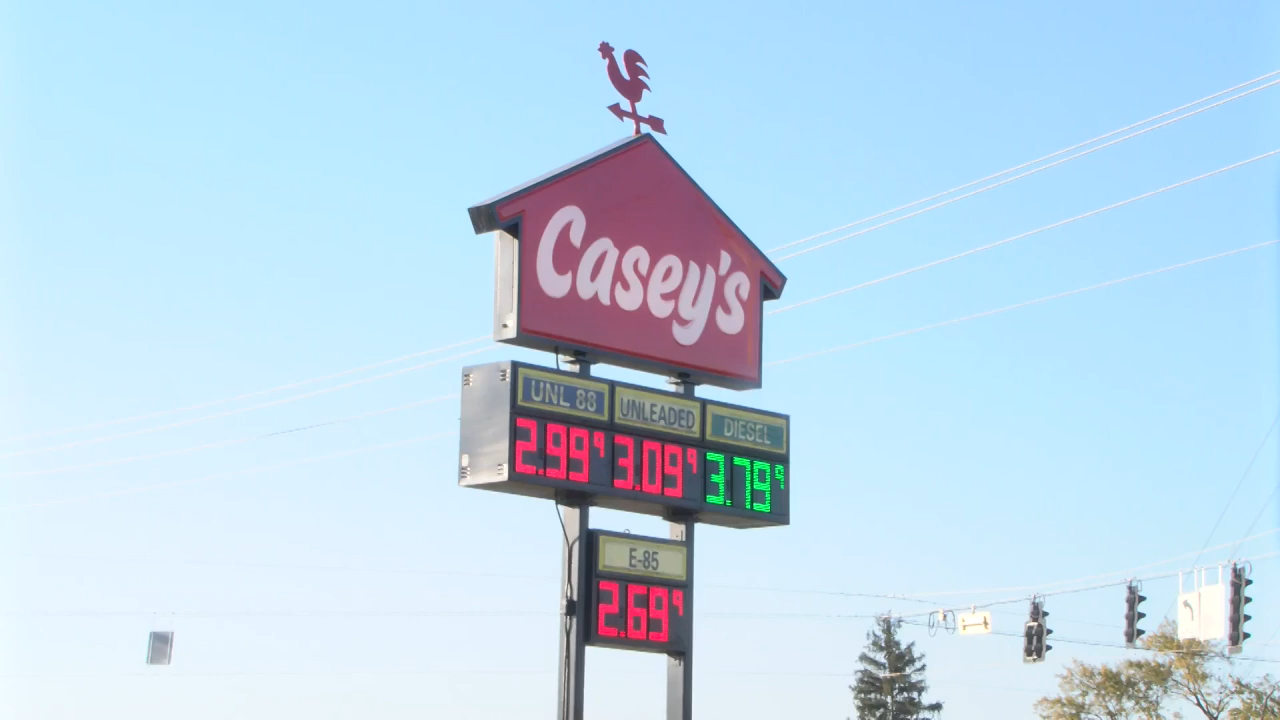 Casey's
UNL 88 UNLEADED DIESEL
2.99⁹ 3.09⁹ 3.79⁹
E-85
2.69⁹